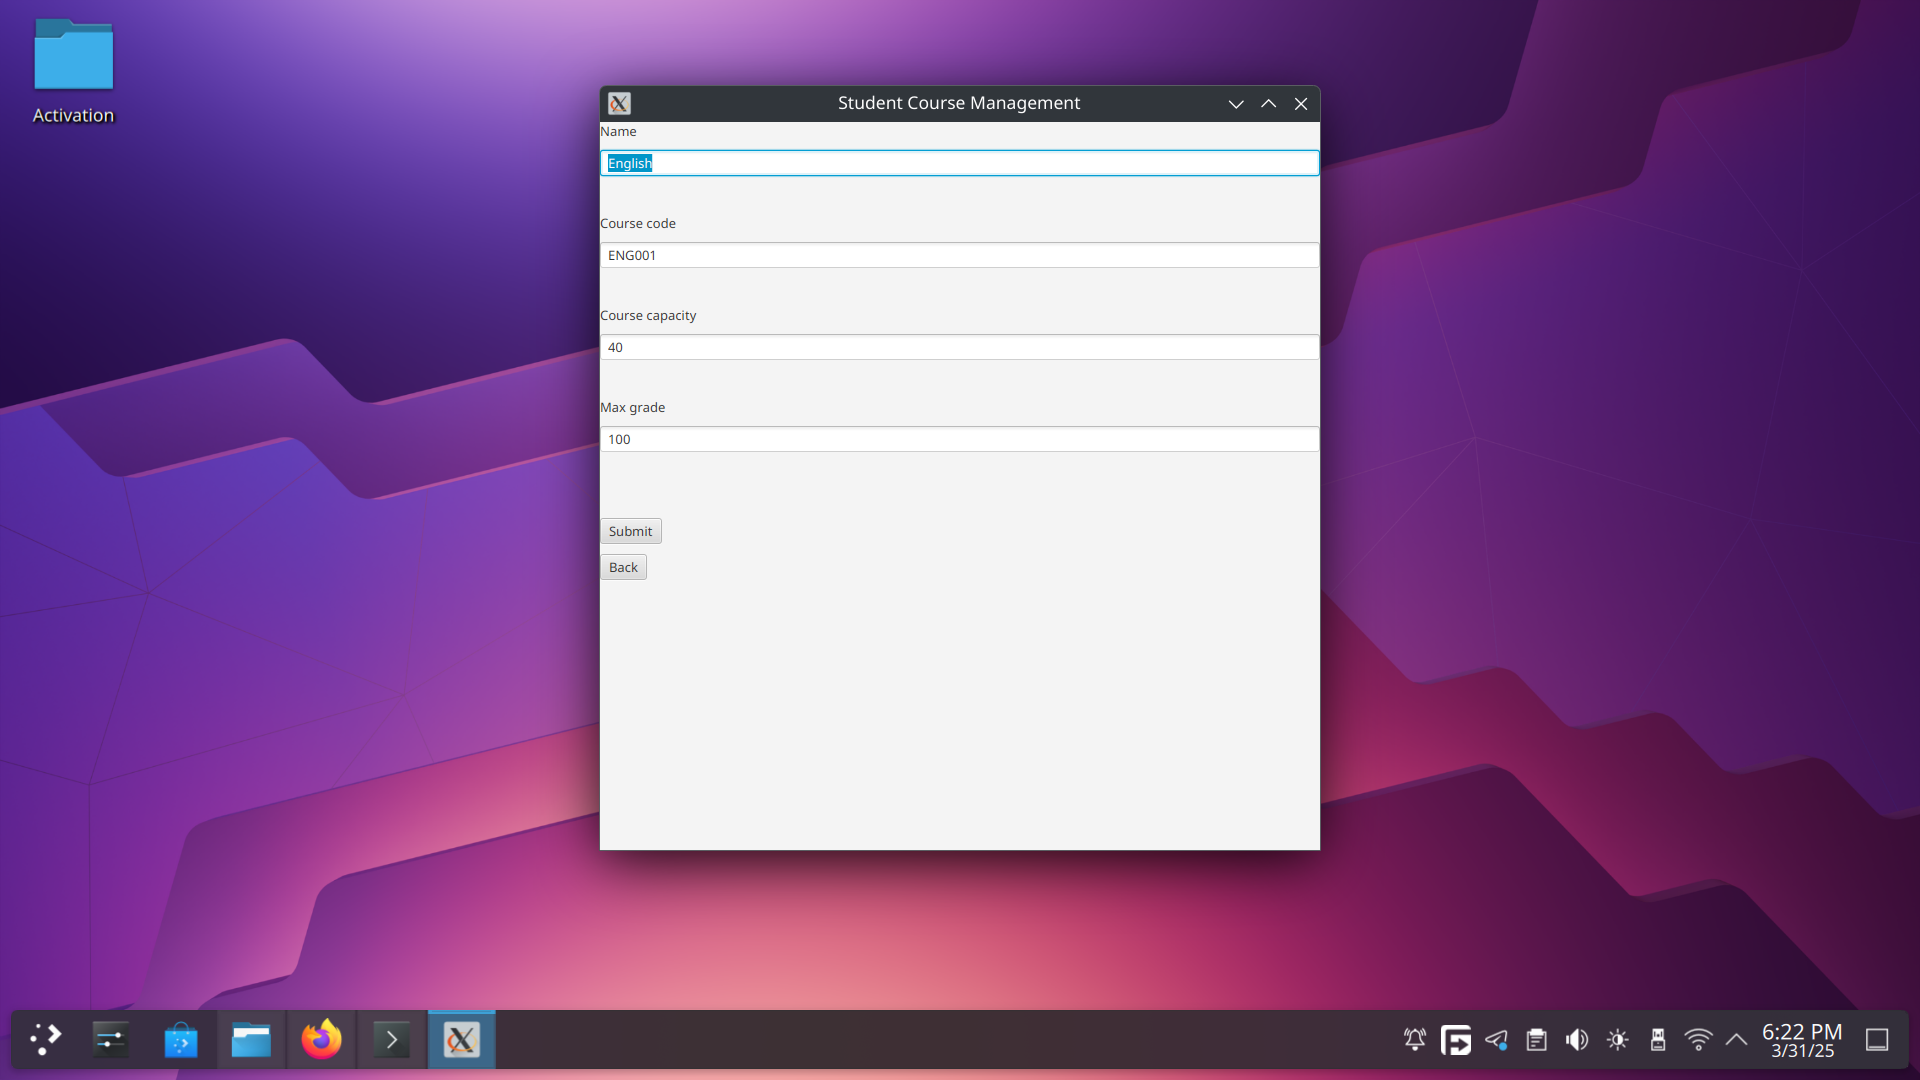 Activation
Student Course Management
Name
English
Course code
ENG001
Course capacity
40
Max grade
100
Submit
Back
6:22 PM
3/31/25